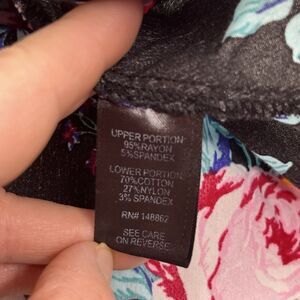 UPPER PORTION:
95%RAYON
5%SPANDEX
LOWER PORTION:
70%COTTON
27%NYLON
3% SPANDEX
RN# 148862
SEE CARE
ON REVERSE